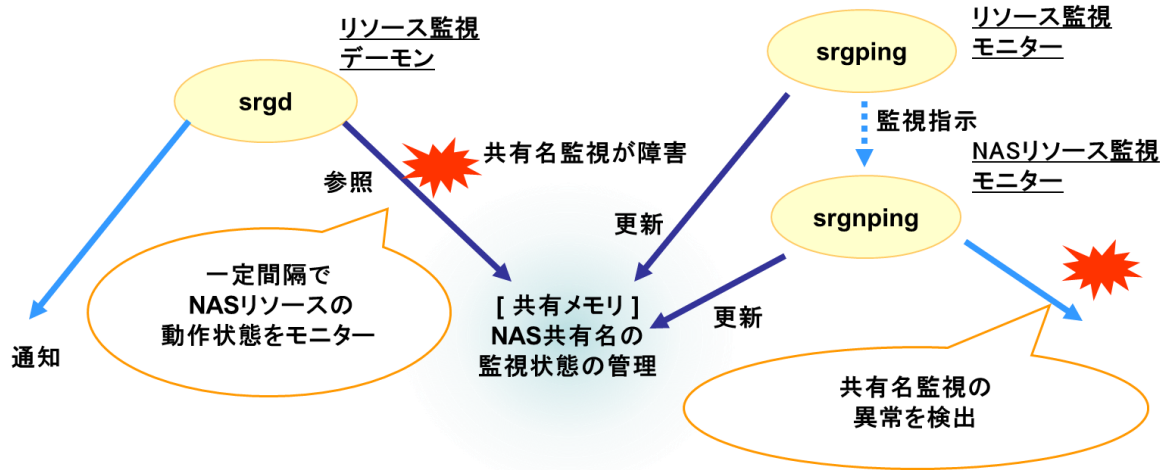 リソース監視
デーモン
srgd
リソース監視
モニター
srgping
監視指示
共有名監視が障害
参照
NASリソース監視
モニター
srgnping
更新
一定間隔で
NASリソースの
動作状態をモニター
[ 共有メモリ ]
NAS共有名の
監視状態の管理
更新
通知
共有名監視の
異常を検出